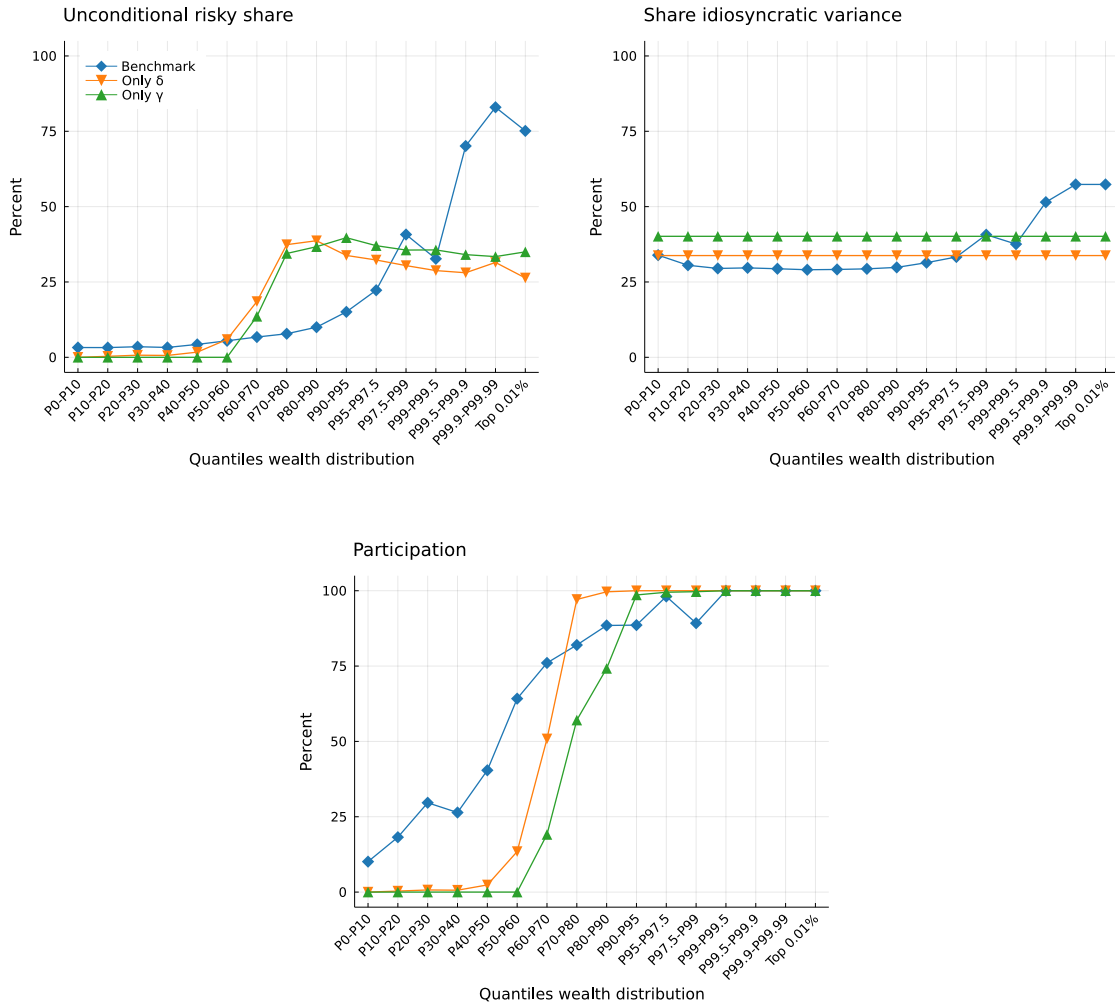 Unconditional risky share
Percent
100
75
50
25
0
Benchmark
Only δ
Only γ
P0-P10
P10-P20
P20-P30
P30-P40
P40-P50
P50-P60
P60-P70
P70-P80
P80-P90
P90-P95
P95-P97.5
P97.5-P99
P99-P99.5
P99.5-P99.9
P99.9-P99.99
Top 0.01%
Quantiles wealth distribution
Share idiosyncratic variance
Percent
100
75
50
25
0
P0-P10
P10-P20
P20-P30
P30-P40
P40-P50
P50-P60
P60-P70
P70-P80
P80-P90
P90-P95
P95-P97.5
P97.5-P99
P99-P99.5
P99.5-P99.9
P99.9-P99.99
Top 0.01%
Quantiles wealth distribution
Participation
Percent
100
75
50
25
0
P0-P10
P10-P20
P20-P30
P30-P40
P40-P50
P50-P60
P60-P70
P70-P80
P80-P90
P90-P95
P95-P97.5
P97.5-P99
P99-P99.5
P99.5-P99.9
P99.9-P99.99
Top 0.01%
Quantiles wealth distribution